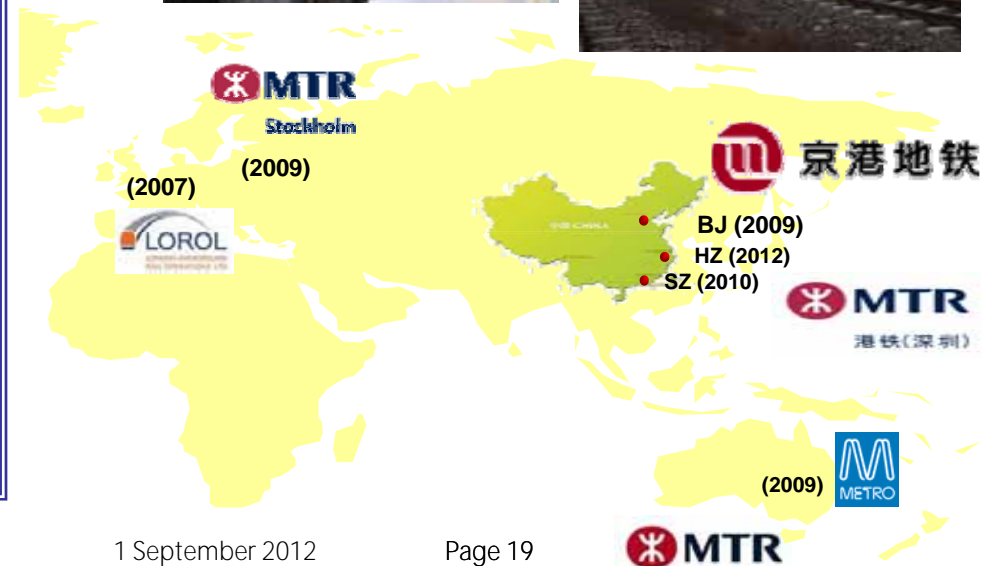 MTR
Stockholm
(2009)
(2007)
LOROL
京港地铁
BJ (2009)
HZ (2012)
SZ (2010)
MTR
港铁(深圳)
(2009)
METRO
1 September 2012
Page 19
MTR